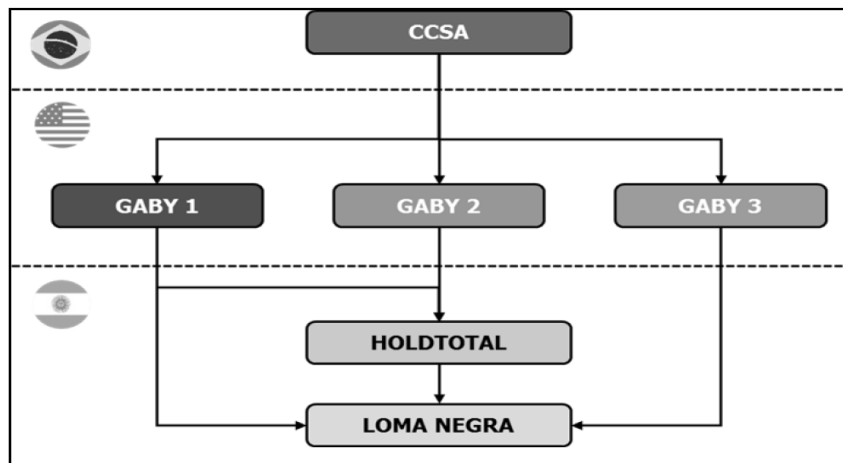 CCSA
GABY 1
GABY 2
GABY 3
HOLDTOTAL
LOMA NEGRA